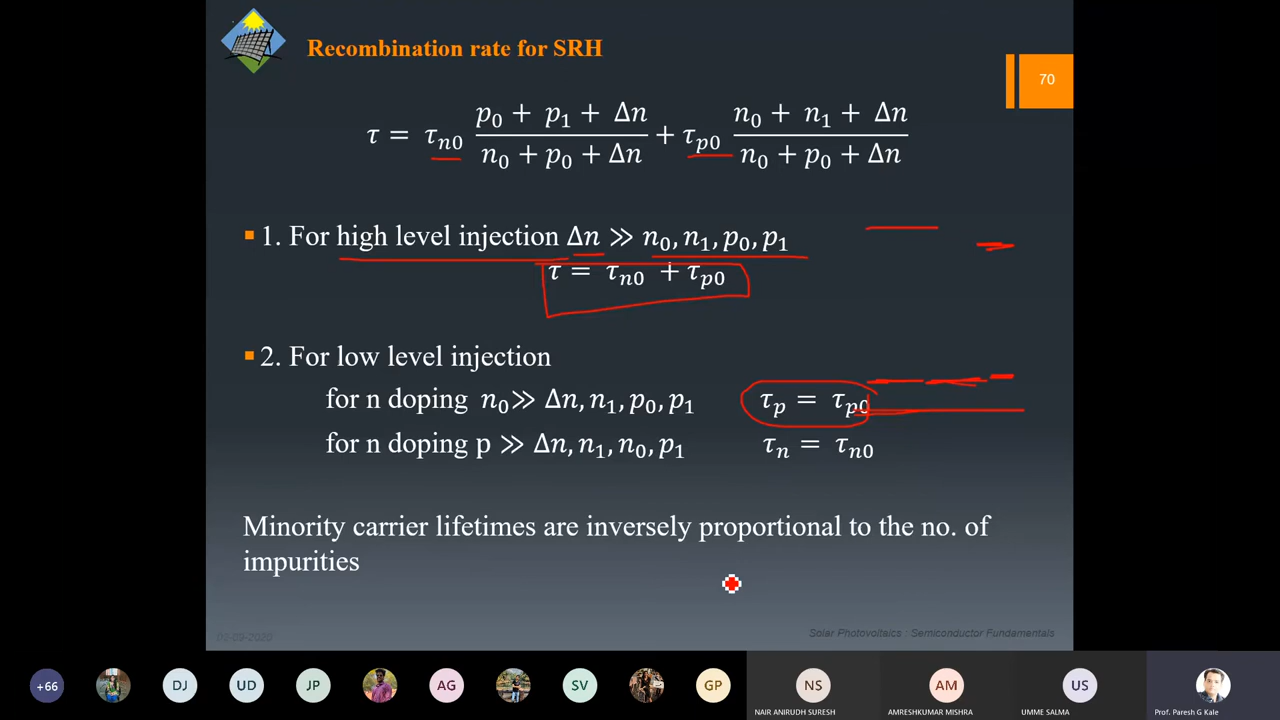 Recombination rate for SRH
70
τ = τn0 (p0 + p1 + Δn)/(n0 + p0 + Δn) + τp0 (n0 + n1 + Δn)/(n0 + p0 + Δn)
1. For high level injection Δn ≫ n0, n1, p0, p1
τ = τn0 + τp0
2. For low level injection
for n doping n0≫ Δn, n1, p0, p1 τp = τp0
for n doping p ≫ Δn, n1, n0, p1 τn = τn0
Minority carrier lifetimes are inversely proportional to the no. of
impurities
02-09-2020
Solar Photovoltaics : Semiconductor Fundamentals
+66 DJ UD JP AG SV GP NS AM US
NAIR ANIRUDH SURESH AMRESHKUMAR MISHRA UMME SALMA Prof. Paresh G Kale